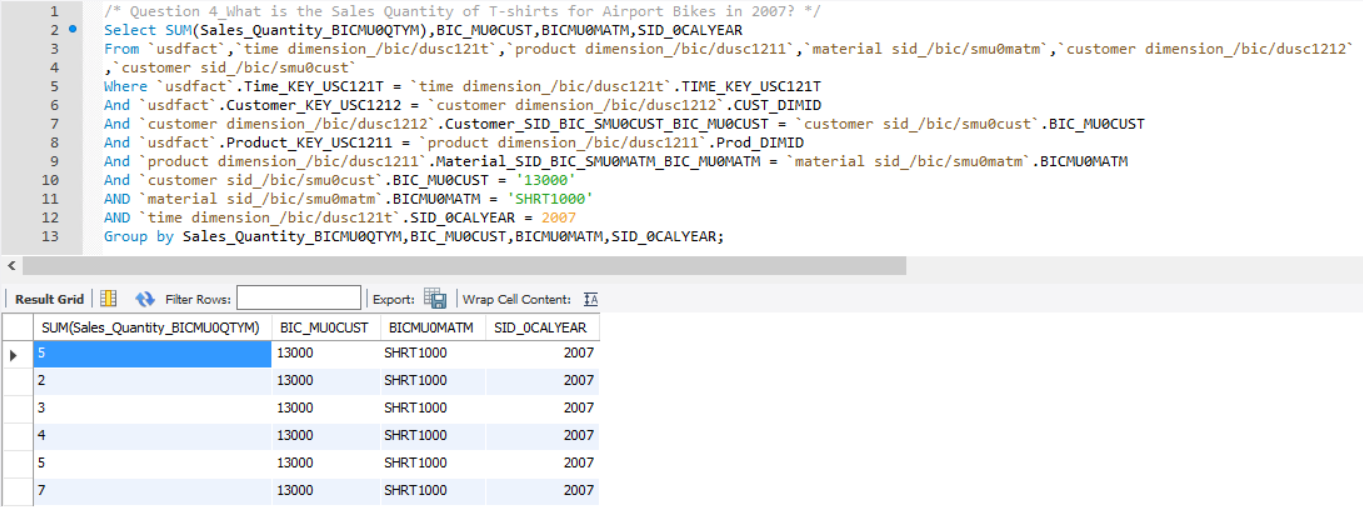 1 /* Question 4_What is the Sales Quantity of T-shirts for Airport Bikes in 2007? */
2 Select SUM(Sales_Quantity_BICMU0QTYM),BIC_MU0CUST,BICMU0MATM,SID_0CALYEAR
3 From `usdfact`,`time dimension_/bic/dusc121t`,`product dimension_/bic/dusc1211`,`material sid_/bic/smu0matm`,`customer dimension_/bic/dusc1212`
4 ,`customer sid_/bic/smu0cust`
5 Where `usdfact`.Time_KEY_USC121T = `time dimension_/bic/dusc121t`.TIME_KEY_USC121T
6 And `usdfact`.Customer_KEY_USC1212 = `customer dimension_/bic/dusc1212`.CUST_DIMID
7 And `customer dimension_/bic/dusc1212`.Customer_SID_BIC_SMU0CUST_BIC_MU0CUST = `customer sid_/bic/smu0cust`.BIC_MU0CUST
8 And `usdfact`.Product_KEY_USC1211 = `product dimension_/bic/dusc1211`.Prod_DIMID
9 And `product dimension_/bic/dusc1211`.Material_SID_BIC_SMU0MATM_BIC_MU0MATM = `material sid_/bic/smu0matm`.BICMU0MATM
10 And `customer sid_/bic/smu0cust`.BIC_MU0CUST = '13000'
11 AND `material sid_/bic/smu0matm`.BICMU0MATM = 'SHRT1000'
12 AND `time dimension_/bic/dusc121t`.SID_0CALYEAR = 2007
13 Group by Sales_Quantity_BICMU0QTYM,BIC_MU0CUST,BICMU0MATM,SID_0CALYEAR;
Result Grid Filter Rows: Export: Wrap Cell Content: IA
SUM(Sales_Quantity_BICMU0QTYM) BIC_MU0CUST BICMU0MATM SID_0CALYEAR
5 13000 SHRT1000 2007
2 13000 SHRT1000 2007
3 13000 SHRT1000 2007
4 13000 SHRT1000 2007
5 13000 SHRT1000 2007
7 13000 SHRT1000 2007